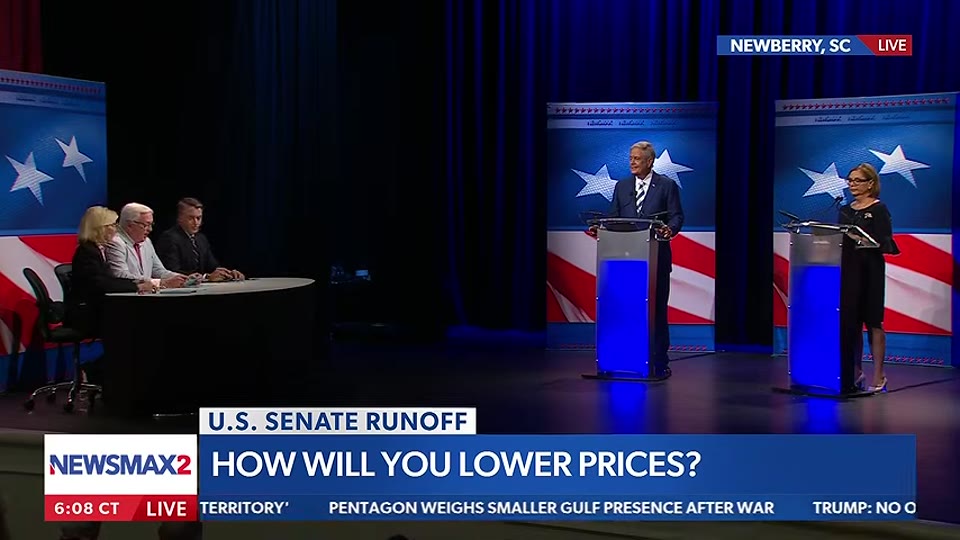 NEWBERRY, SC LIVE
U.S. SENATE RUNOFF
NEWSMAX2
HOW WILL YOU LOWER PRICES?
6:08 CT LIVE
TERRITORY' PENTAGON WEIGHS SMALLER GULF PRESENCE AFTER WAR TRUMP: NO O